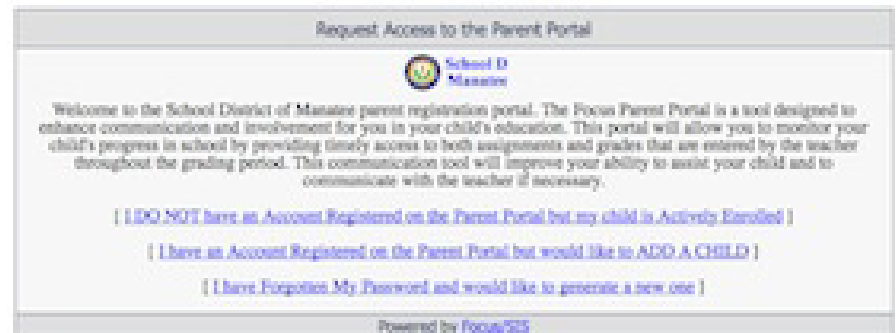 Request Access to the Parent Portal
School D
Manatee
Welcome to the School District of Manatee parent registration portal. The Focus Parent Portal is a tool designed to
enhance communication and involvement for you in your child's education. This portal will allow you to monitor your
child's progress in school by providing timely access to both assignments and grades that are entered by the teacher
throughout the grading period. This communication tool will improve your ability to assist your child and to
communicate with the teacher if necessary.
[ I DO NOT have an Account Registered on the Parent Portal but my child is Actively Enrolled ]
[ I have an Account Registered on the Parent Portal but would like to ADD A CHILD ]
[ I have Forgotten My Password and would like to generate a new one ]
Powered by Focus/SIS